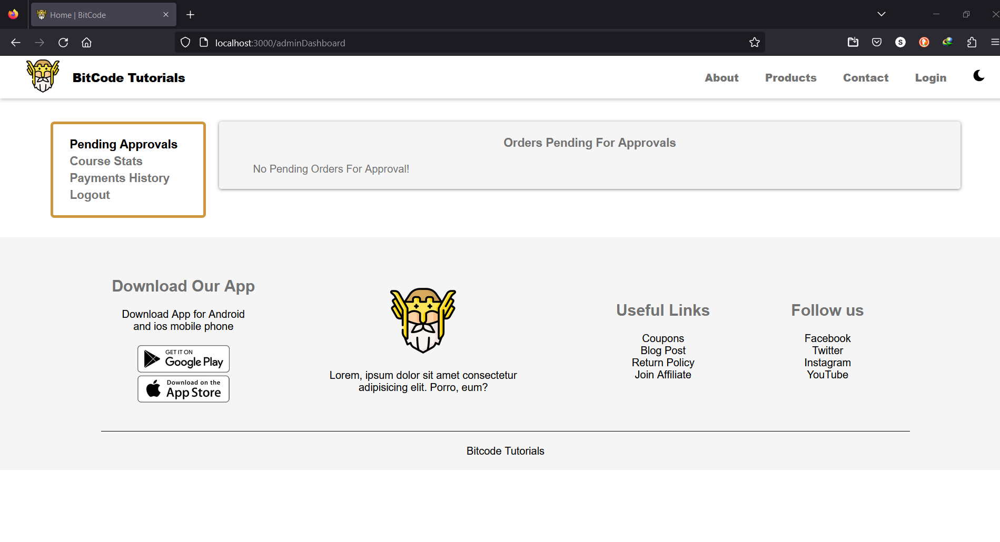 Home | BitCode
localhost:3000/adminDashboard
S
BitCode Tutorials
About Products Contact Login
Pending Approvals
Course Stats
Payments History
Logout
Orders Pending For Approvals
No Pending Orders For Approval!
Download Our App
Download App for Android
and ios mobile phone
GET IT ON
Google Play
Download on the
App Store
Lorem, ipsum dolor sit amet consectetur
adipisicing elit. Porro, eum?
Useful Links
Coupons
Blog Post
Return Policy
Join Affiliate
Follow us
Facebook
Twitter
Instagram
YouTube
Bitcode Tutorials